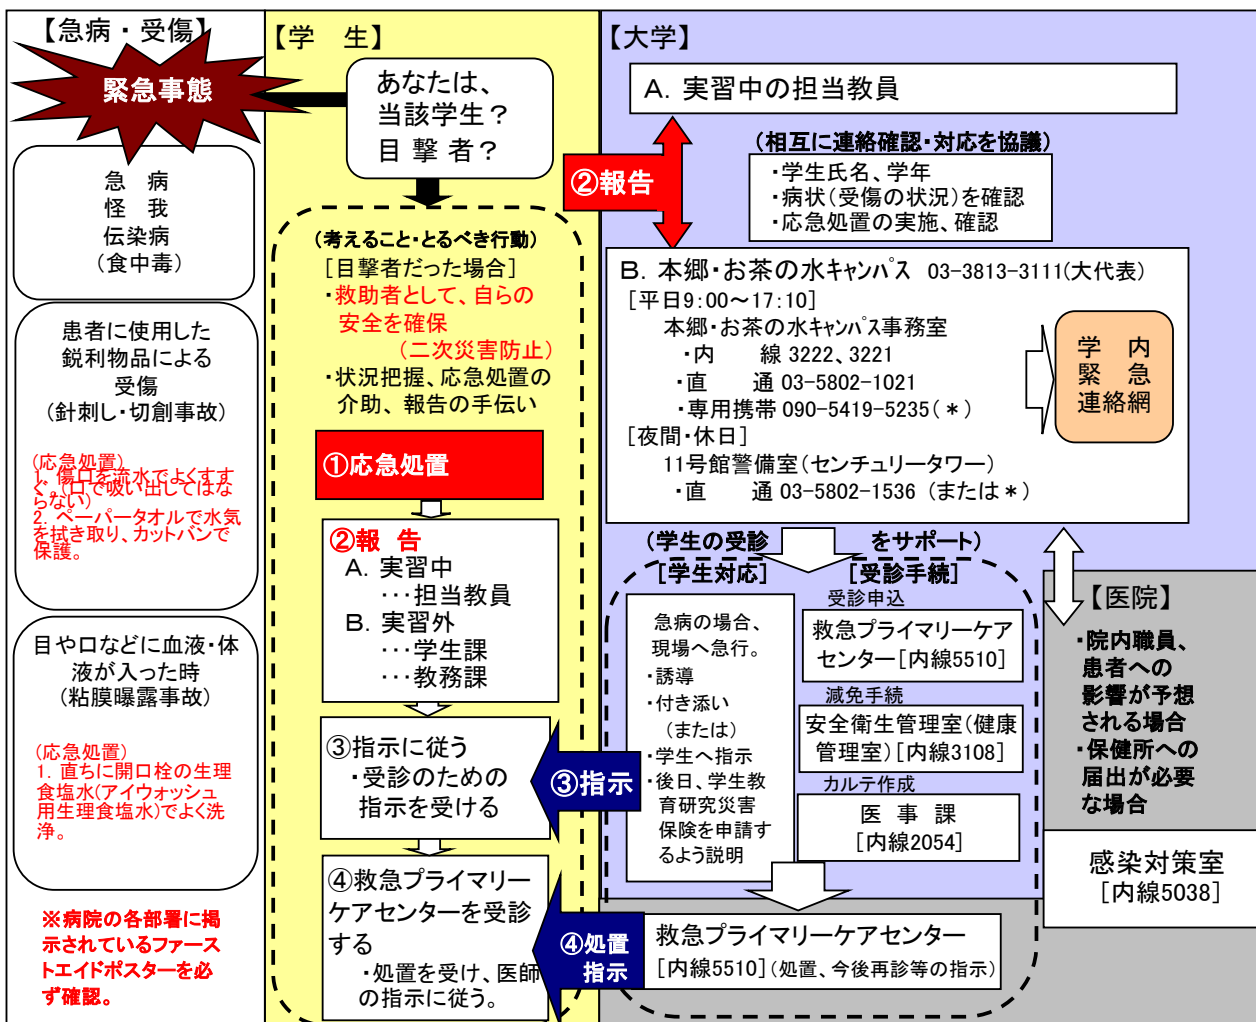 【急病・受傷】
緊急事態
急　病
怪　我
伝染病
(食中毒)
患者に使用した
鋭利物品による
受傷
(針刺し・切創事故)
(応急処置)
1. 傷口を流水でよくすす
ぐ。(口で吸い出してはな
らない)
2. ペーパータオルで水気
を拭き取り、カットバンで
保護。
目や口などに血液・体
液が入った時
(粘膜曝露事故)
(応急処置)
1. 直ちに開口栓の生理
食塩水(アイウォッシュ
用生理食塩水)でよく洗
浄。
※病院の各部署に掲
示されているファース
トエイドポスターを必
ず確認。
【学　生】
あなたは、
当該学生？
目 撃 者？
(考えること・とるべき行動)
[目撃者だった場合]
・救助者として、自らの
安全を確保
(二次災害防止)
・状況把握、応急処置の
介助、報告の手伝い
①応急処置
②報 告
A. 実習中
…担当教員
B. 実習外
…学生課
…教務課
③指示に従う
・受診のための
指示を受ける
④救急プライマリー
ケアセンターを受診
する
・処置を受け、医師
の指示に従う。
【大学】
A. 実習中の担当教員
②報告
(相互に連絡確認・対応を協議)
・学生氏名、学年
・病状(受傷の状況)を確認
・応急処置の実施、確認
B. 本郷・お茶の水キャンパス 03-3813-3111(大代表)
[平日9:00～17:10]
本郷・お茶の水キャンパス事務室
・内　　線 3222、3221
・直　　通 03-5802-1021
・専用携帯 090-5419-5235(＊)
[夜間・休日]
11号館警備室(センチュリータワー)
・直　　通 03-5802-1536 (または＊)
学　内
緊　急
連絡網
(学生の受診　をサポート)
[学生対応]
急病の場合、
現場へ急行。
・誘導
・付き添い
(または)
・学生へ指示
・後日、学生教
育研究災害
保険を申請す
るよう説明
[受診手続]
受診申込
救急プライマリーケア
センター[内線5510]
減免手続
安全衛生管理室(健康
管理室)[内線3108]
カルテ作成
医　事　課
[内線2054]
③指示
④処置
指示
救急プライマリーケアセンター
[内線5510](処置、今後再診等の指示)
【医院】
・院内職員、
患者への
影響が予想
される場合
・保健所への
届出が必要
な場合
感染対策室
[内線5038]